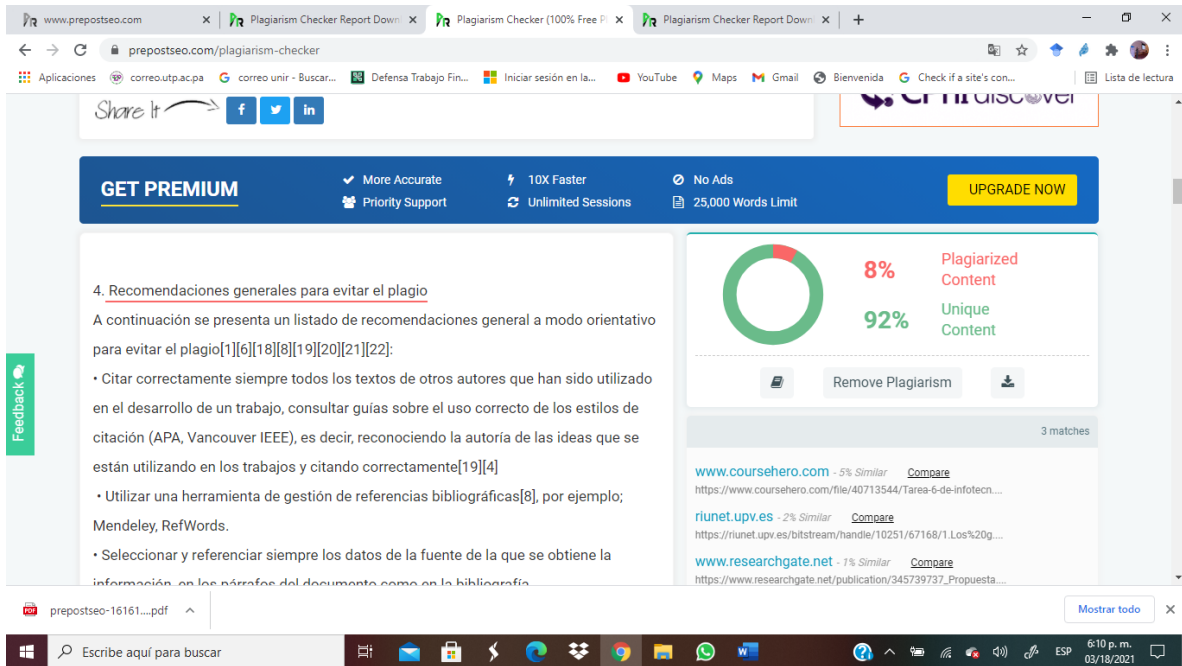 www.prepostseo.com
Plagiarism Checker Report Down
Plagiarism Checker (100% Free Pl
Plagiarism Checker Report Down
prepostseo.com/plagiarism-checker
Aplicaciones correo.utp.ac.pa correo unir - Buscar... Defensa Trabajo Fin... Iniciar sesión en la... YouTube Maps Gmail Bienvenida Check if a site's con... Lista de lectura
Share It
GET PREMIUM
More Accurate
10X Faster
No Ads
Priority Support
Unlimited Sessions
25,000 Words Limit
UPGRADE NOW
4. Recomendaciones generales para evitar el plagio
A continuación se presenta un listado de recomendaciones general a modo orientativo
para evitar el plagio[1][6][18][8][19][20][21][22]:
• Citar correctamente siempre todos los textos de otros autores que han sido utilizado
en el desarrollo de un trabajo, consultar guías sobre el uso correcto de los estilos de
citación (APA, Vancouver IEEE), es decir, reconociendo la autoría de las ideas que se
están utilizando en los trabajos y citando correctamente[19][4]
• Utilizar una herramienta de gestión de referencias bibliográficas[8], por ejemplo;
Mendeley, RefWords.
• Seleccionar y referenciar siempre los datos de la fuente de la que se obtiene la
información, en los párrafos del documento como en la bibliografía
8% Plagiarized
Content
92% Unique
Content
Remove Plagiarism
3 matches
www.coursehero.com - 5% Similar Compare
https://www.coursehero.com/file/40713544/Tarea-6-de-infotecn....
riunet.upv.es - 2% Similar Compare
https://riunet.upv.es/bitstream/handle/10251/67168/1.Los%20g....
www.researchgate.net - 1% Similar Compare
https://www.researchgate.net/publication/345739737_Propuesta....
Feedback
prepostseo-16161....pdf
Mostrar todo
Escribe aquí para buscar
ESP
6:10 p. m.
03/18/2021